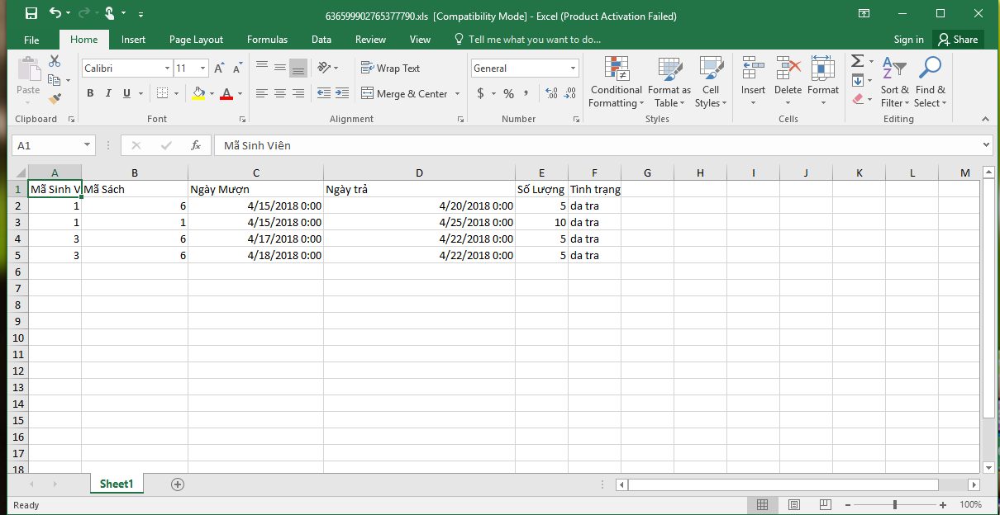 636599902765377790.xls [Compatibility Mode] - Excel (Product Activation Failed)
File Home Insert Page Layout Formulas Data Review View Tell me what you want to do... Sign in Share
Calibri 11 Wrap Text General
Paste Conditional Format as Cell Insert Delete Format Sort & Find &
B I U Merge & Center $ % Formatting Table Styles Filter Select
Clipboard Font Alignment Number Styles Cells Editing
A1 fx Mã Sinh Viên
A B C D E F G H I J K L M
1 Mã Sinh V Mã Sách Ngày Mượn Ngày trả Số Lượng Tình trạng
2 1 6 4/15/2018 0:00 4/20/2018 0:00 5 da tra
3 1 1 4/15/2018 0:00 4/25/2018 0:00 10 da tra
4 3 6 4/17/2018 0:00 4/22/2018 0:00 5 da tra
5 3 6 4/18/2018 0:00 4/22/2018 0:00 5 da tra
6
7
8
9
10
11
12
13
14
15
16
17
18
Sheet1
Ready 100%